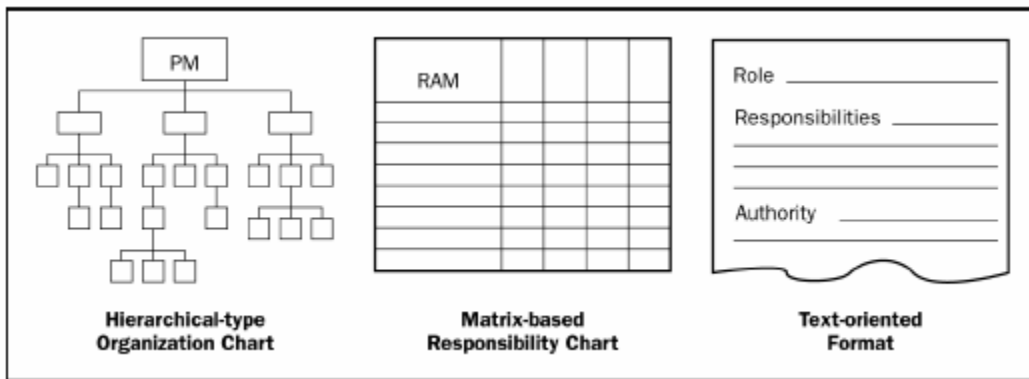 PM
RAM
Role
Responsibilities
Authority
Hierarchical-type
Organization Chart
Matrix-based
Responsibility Chart
Text-oriented
Format